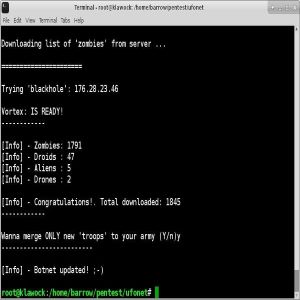 Terminal - root@klawock: /home/barrow/pentest/ufonet
File Edit View Terminal Tabs Help
Downloading list of 'zombies' from server ...
======================
Trying 'blackhole': 176.28.23.46
Vortex: IS READY!
------------
[Info] - Zombies: 1791
[Info] - Droids : 47
[Info] - Aliens : 5
[Info] - Drones : 2
[Info] - Congratulations!. Total downloaded: 1845
------------
Wanna merge ONLY new 'troops' to your army (Y/n)y
-------------------------
[Info] - Botnet updated! ;-)
root@klawock:/home/barrow/pentest/ufonet#